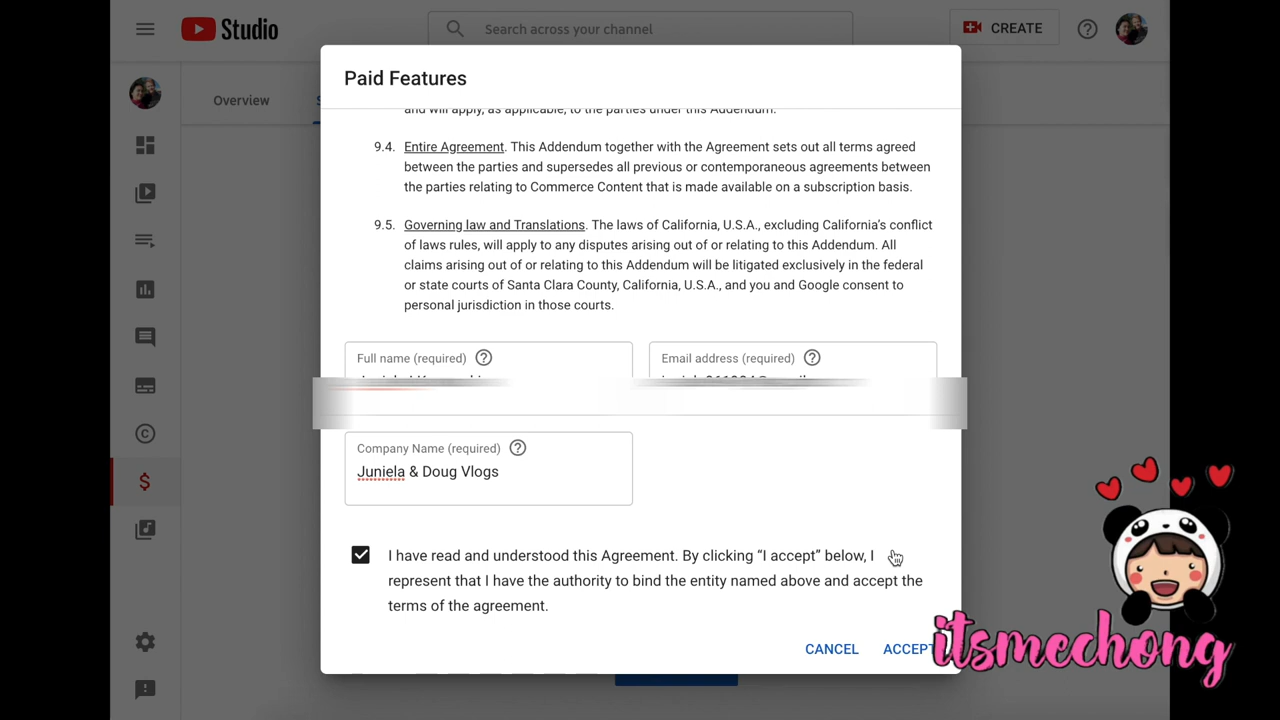 Studio
Search across your channel
CREATE
Paid Features
Overview
and will apply, as applicable, to the parties under this Addendum.
9.4. Entire Agreement. This Addendum together with the Agreement sets out all terms agreed
between the parties and supersedes all previous or contemporaneous agreements between
the parties relating to Commerce Content that is made available on a subscription basis.
9.5. Governing law and Translations. The laws of California, U.S.A., excluding California's conflict
of laws rules, will apply to any disputes arising out of or relating to this Addendum. All
claims arising out of or relating to this Addendum will be litigated exclusively in the federal
or state courts of Santa Clara County, California, U.S.A., and you and Google consent to
personal jurisdiction in those courts.
Full name (required)
Email address (required)
Company Name (required)
Juniela & Doug Vlogs
I have read and understood this Agreement. By clicking “I accept” below, I
represent that I have the authority to bind the entity named above and accept the
terms of the agreement.
CANCEL
ACCEPT
itsmechong